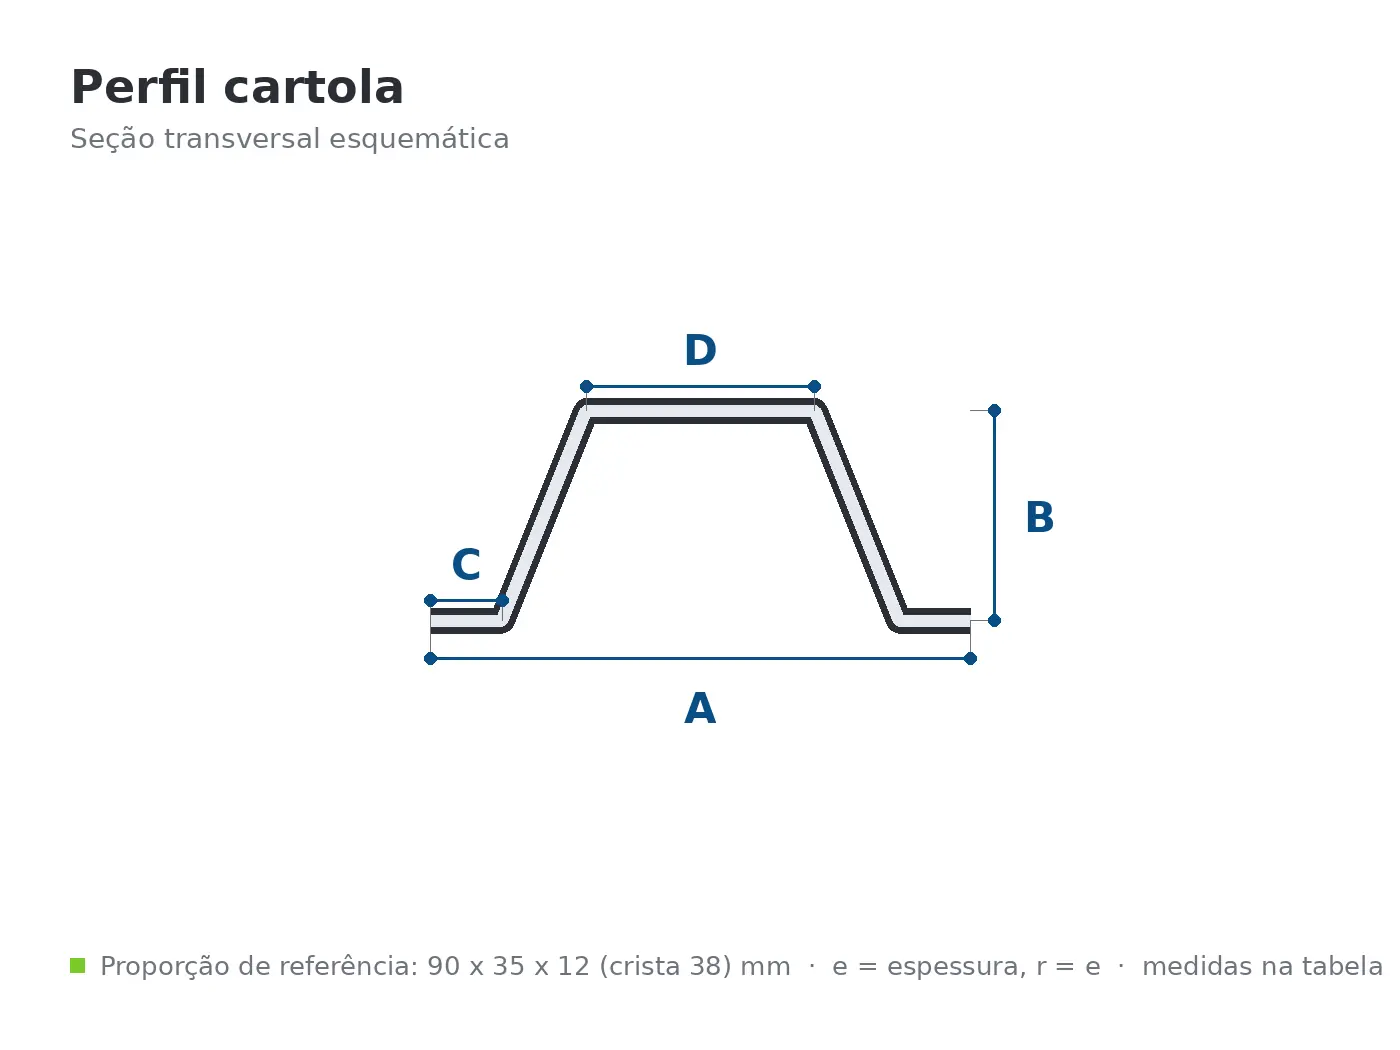 Perfil cartola
Seção transversal esquemática
D
B
C
A
Proporção de referência: 90 x 35 x 12 (crista 38) mm · e = espessura, r = e · medidas na tabela